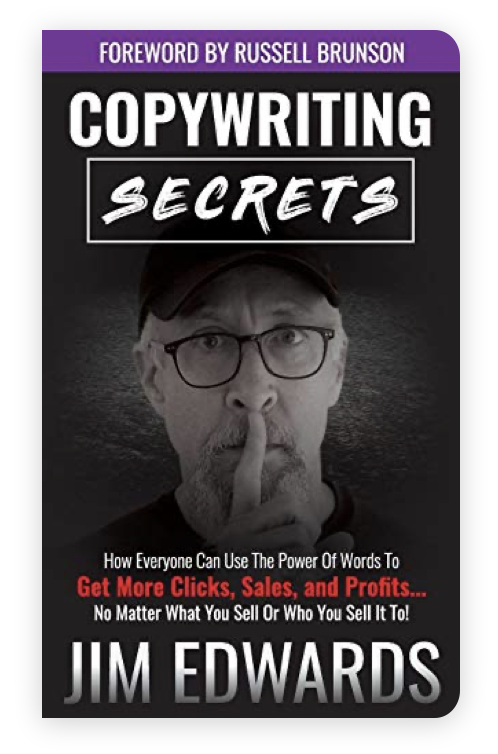 FOREWORD BY RUSSELL BRUNSON
COPYWRITING
SECRETS
How Everyone Can Use The Power Of Words To
Get More Clicks, Sales, and Profits...
No Matter What You Sell Or Who You Sell It To!
JIM EDWARDS